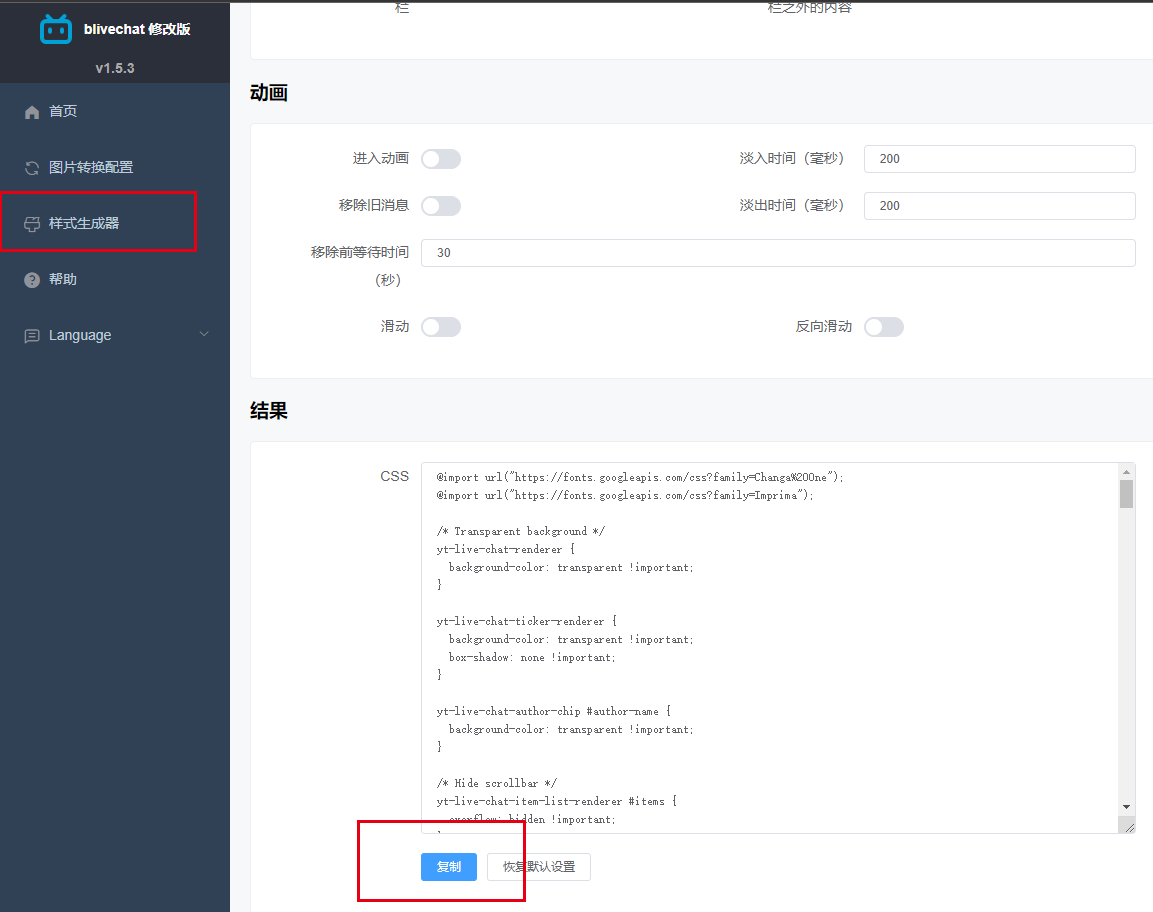 blivechat 修改版
v1.5.3
首页
图片转换配置
样式生成器
帮助
Language
栏
栏之外的内容
动画
进入动画
淡入时间（毫秒）
200
移除旧消息
淡出时间（毫秒）
200
移除前等待时间
（秒）
30
滑动
反向滑动
结果
CSS
@import url("https://fonts.googleapis.com/css?family=Changa%20One");
@import url("https://fonts.googleapis.com/css?family=Imprima");
/* Transparent background */
yt-live-chat-renderer {
background-color: transparent !important;
}
yt-live-chat-ticker-renderer {
background-color: transparent !important;
box-shadow: none !important;
}
yt-live-chat-author-chip #author-name {
background-color: transparent !important;
}
/* Hide scrollbar */
yt-live-chat-item-list-renderer #items {
overflow: hidden !important;
复制
恢复默认设置